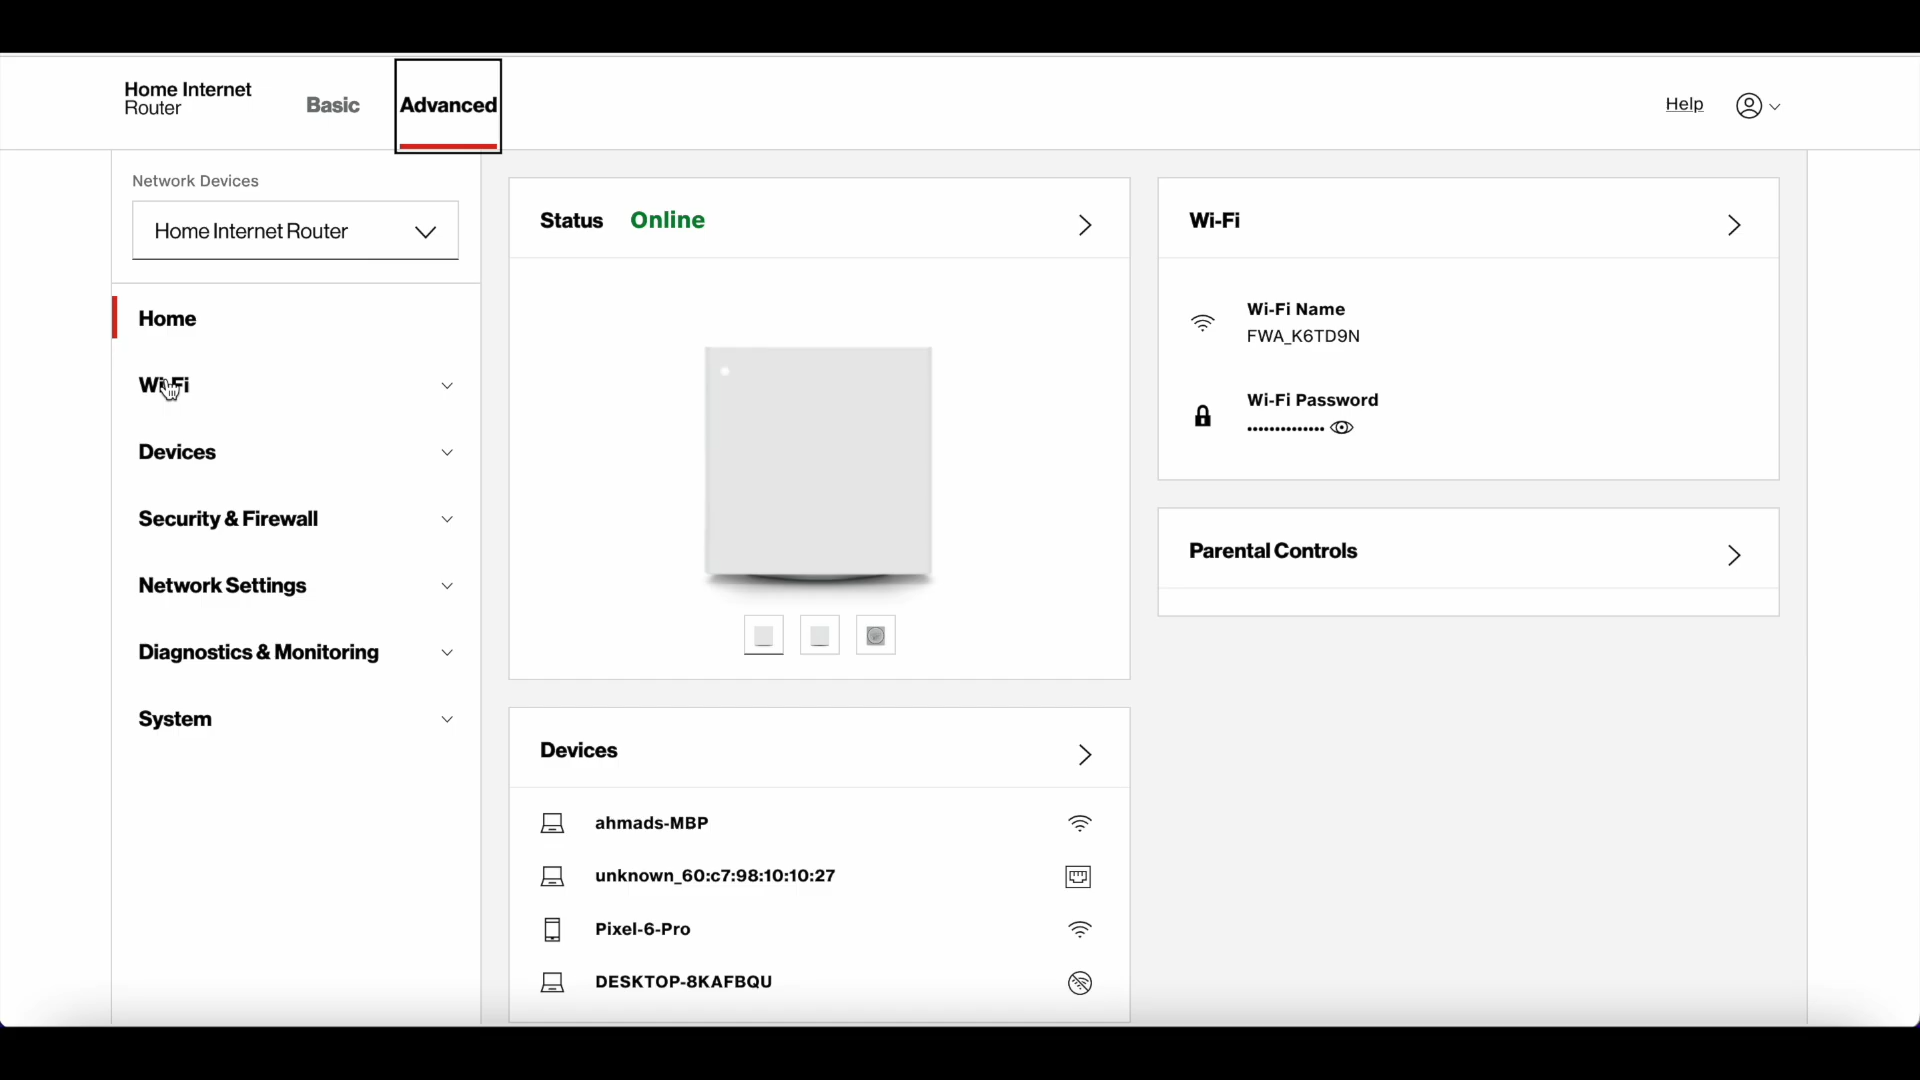 Home Internet
Router
Basic
Advanced
Help
Network Devices
Home Internet Router
Home
Wi-Fi
Devices
Security & Firewall
Network Settings
Diagnostics & Monitoring
System
Status Online
Devices
ahmads-MBP
unknown_60:c7:98:10:10:27
Pixel-6-Pro
DESKTOP-8KAFBQU
Wi-Fi
Wi-Fi Name
FWA_K6TD9N
Wi-Fi Password
••••••••••••••
Parental Controls